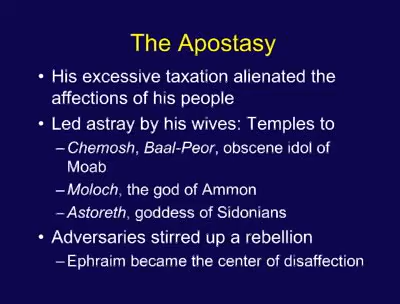 The Apostasy
• His excessive taxation alienated the
affections of his people
• Led astray by his wives: Temples to
–Chemosh, Baal-Peor, obscene idol of
Moab
–Moloch, the god of Ammon
–Astoreth, goddess of Sidonians
• Adversaries stirred up a rebellion
–Ephraim became the center of disaffection